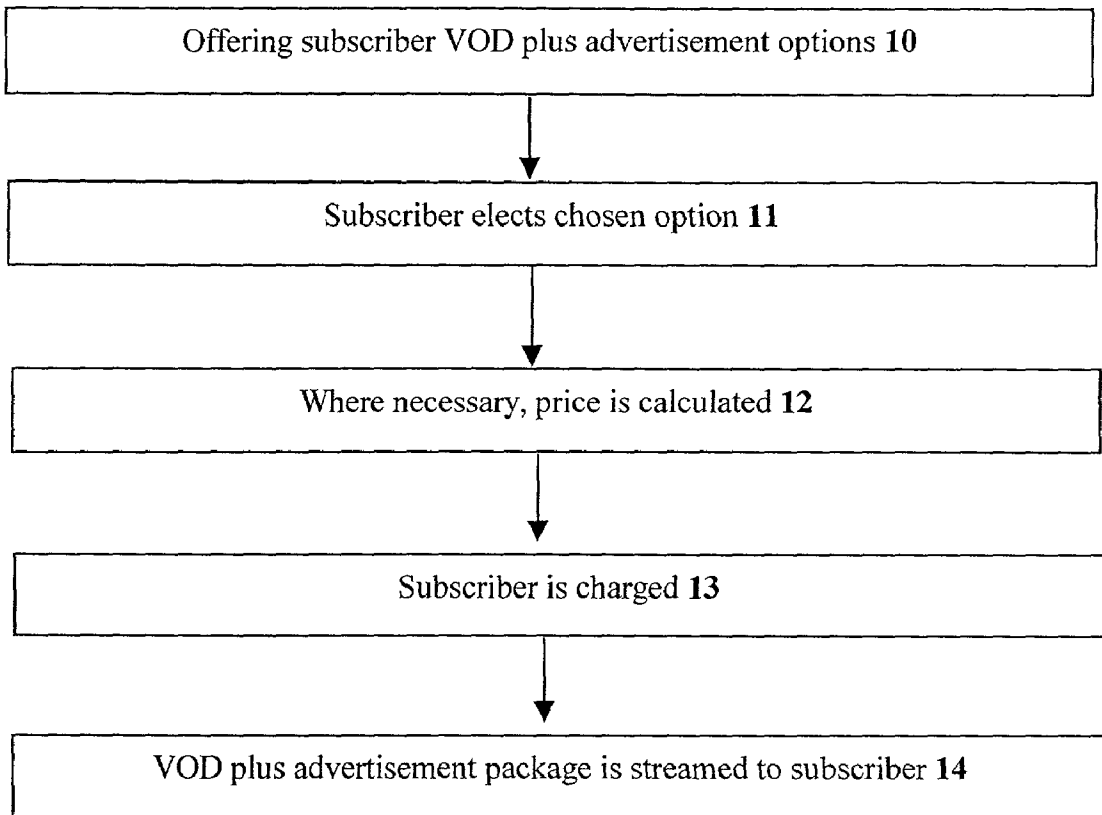 Offering subscriber VOD plus advertisement options 10
Subscriber elects chosen option 11
Where necessary, price is calculated 12
Subscriber is charged 13
VOD plus advertisement package is streamed to subscriber 14